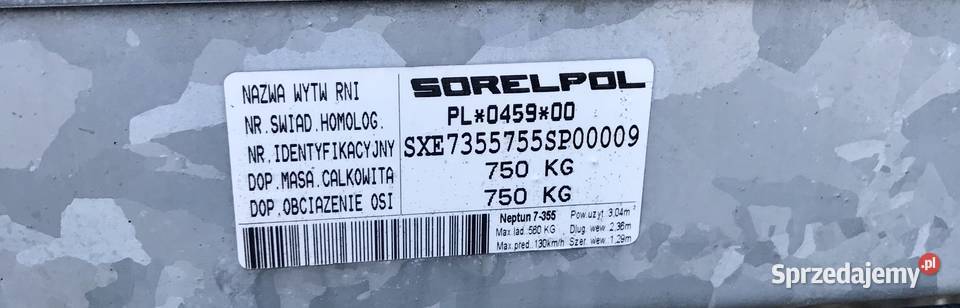 NAZWA WYTW RNI SORELPOL
NR.SWIAD.HOMOLOG. PL*0459*00
NR.IDENTYFIKACYJNY SXE7355755SP00009
DOP.MASA.CALKOWITA 750 KG
DOP.OBCIAZENIE OSI 750 KG
Neptun 7-355 Pow.użyt. 3,04m²
Max.ład. 560 KG Dług. wew. 2,36m
Max.pręd. 130km/h Szer. wew. 1,29m
Sprzedajemy.pl